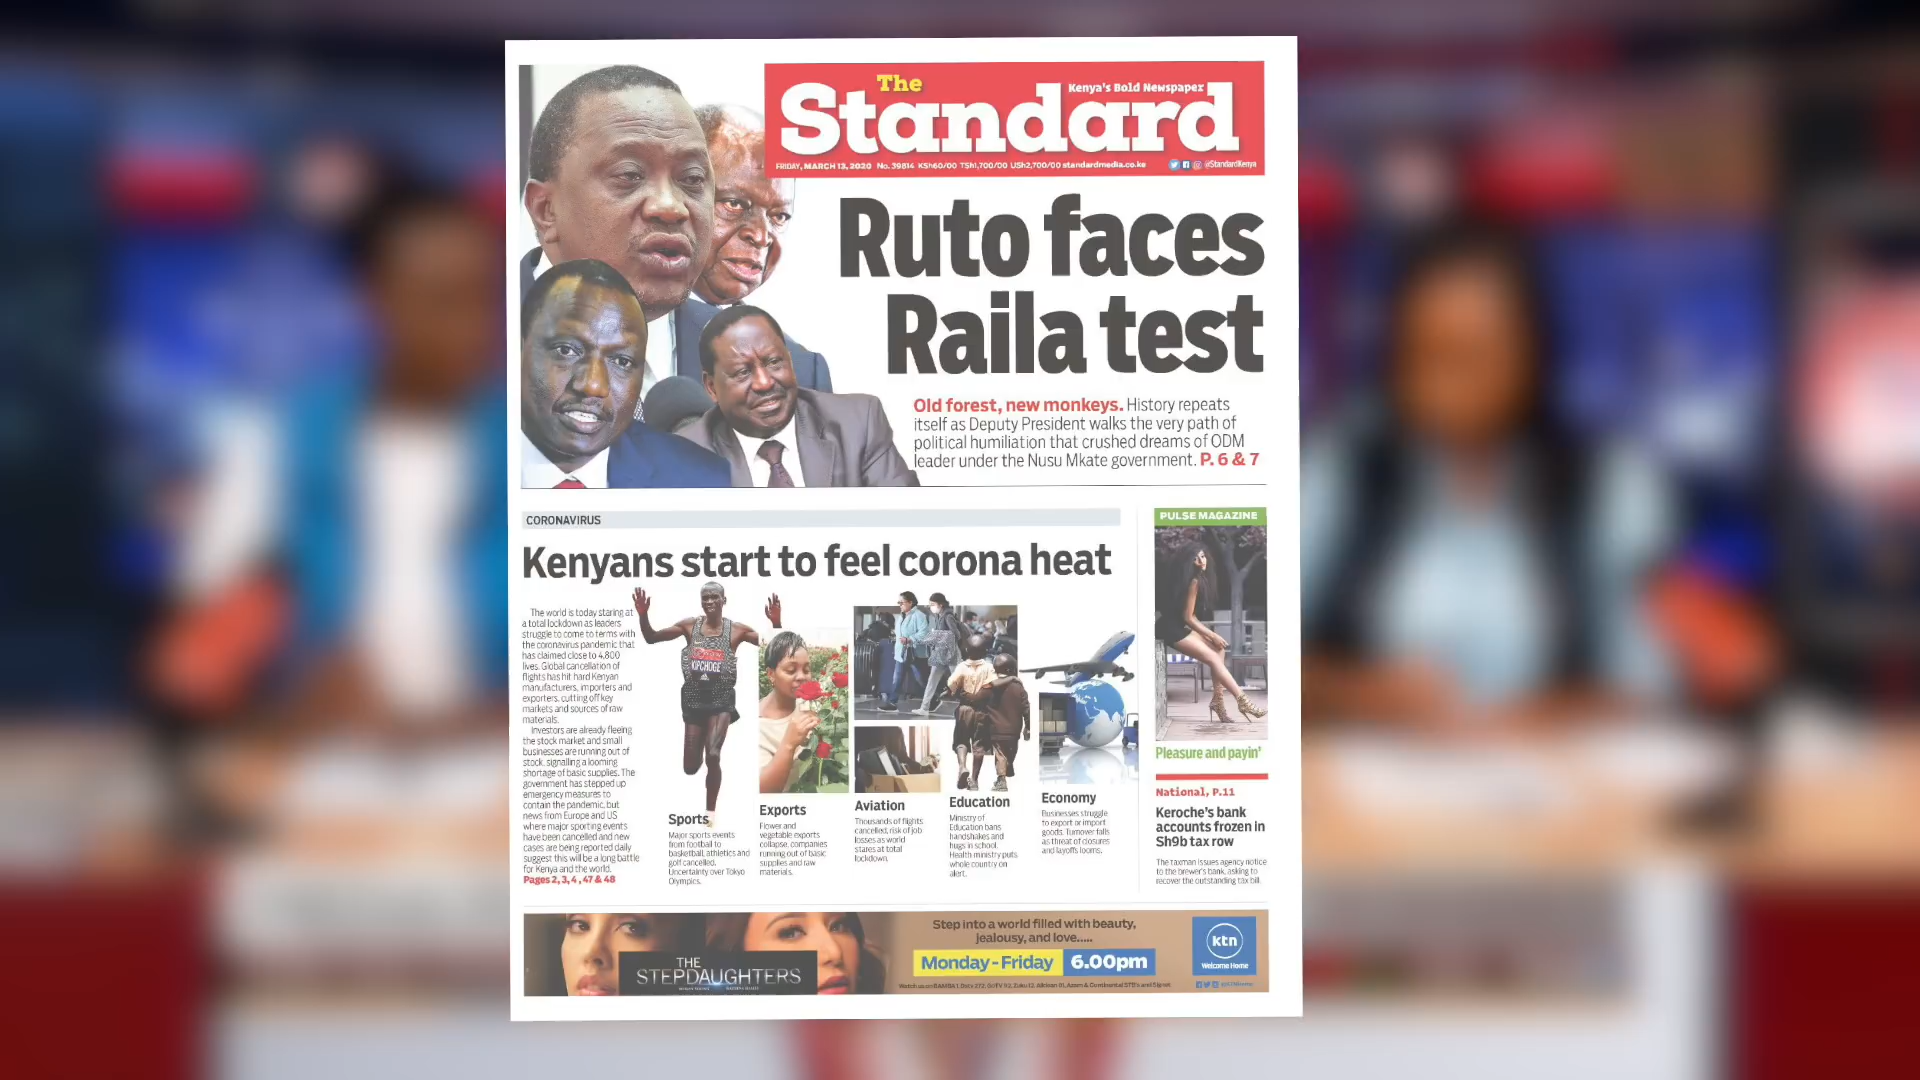 The
Standard
Kenya's Bold Newspaper
FRIDAY, MARCH 13, 2020 No. 39814 KSh60/00 TSh1,700/00 USh2,700/00 standardmedia.co.ke @StandardKenya
Ruto faces
Raila test
Old forest, new monkeys. History repeats
itself as Deputy President walks the very path of
political humiliation that crushed dreams of ODM
leader under the Nusu Mkate government. P. 6 & 7
CORONAVIRUS
Kenyans start to feel corona heat
The world is today staring at
a total lockdown as leaders
struggle to come to terms with
the coronavirus pandemic that
has claimed close to 4,800
lives. Global cancellation of
flights has hit hard Kenyan
manufacturers, importers and
exporters, cutting off key
markets and sources of raw
materials.
Investors are already fleeing
the stock market and small
businesses are running out of
stock, signalling a looming
shortage of basic supplies. The
government has stepped up
emergency measures to
contain the pandemic, but
news from Europe and US
where major sporting events
have been cancelled and new
cases are being reported daily
suggest this will be a long battle
for Kenya and the world.
Pages 2, 3, 4 , 47 & 48
KIPCHOGE
Sports
Major sports events
from football to
basketball, athletics and
golf cancelled.
Uncertainty over Tokyo
Olympics.
Exports
Flower and
vegetable exports
collapse, companies
running out of basic
supplies and raw
materials.
Aviation
Thousands of flights
cancelled, risk of job
losses as world
stares at total
lockdown.
Education
Ministry of
Education bans
handshakes and
hugs in school.
Health ministry puts
whole country on
alert.
Economy
Businesses struggle
to export or import
goods. Turnover falls
as threat of closures
and layoffs looms.
PULSE MAGAZINE
Pleasure and payin'
National, P.11
Keroche's bank
accounts frozen in
Sh9b tax row
The taxman issues agency notice
to the brewer's bank, asking to
recover the outstanding tax bill.
THE
STEPDAUGHTERS
Step into a world filled with beauty,
jealousy, and love.....
Monday - Friday 6.00pm
ktn
Welcome Home